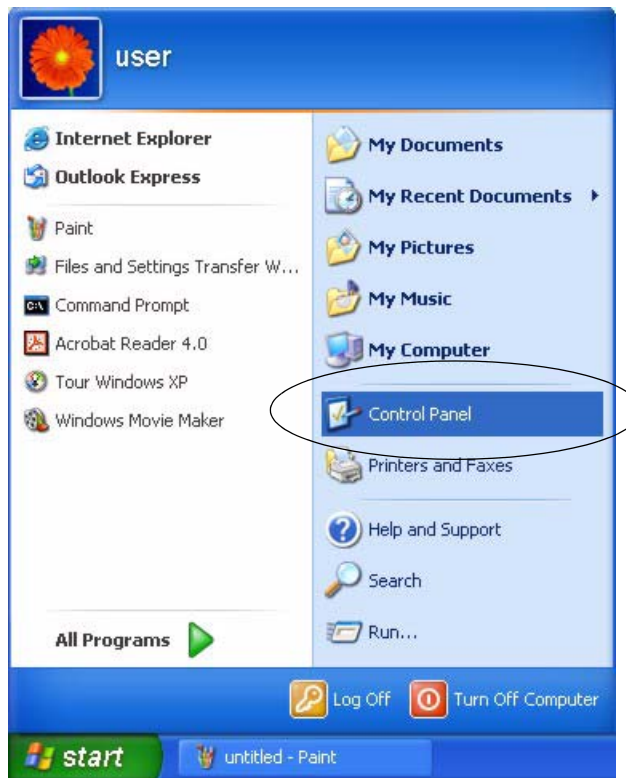 user
Internet Explorer
Outlook Express
Paint
Files and Settings Transfer W...
Command Prompt
Acrobat Reader 4.0
Tour Windows XP
Windows Movie Maker
All Programs
My Documents
My Recent Documents
My Pictures
My Music
My Computer
Control Panel
Printers and Faxes
Help and Support
Search
Run...
Log Off
Turn Off Computer
start
untitled - Paint